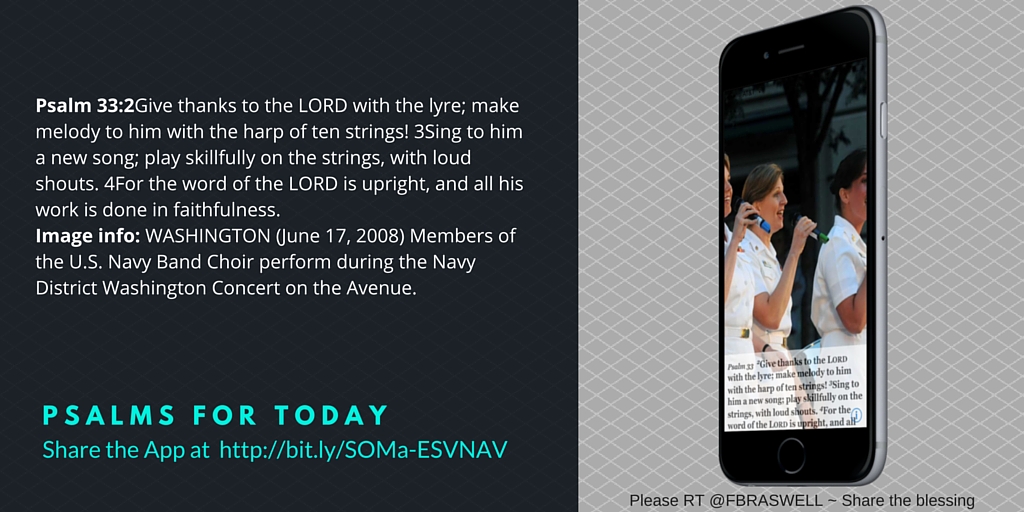 Psalm 33:2Give thanks to the LORD with the lyre; make
melody to him with the harp of ten strings! 3Sing to him
a new song; play skillfully on the strings, with loud
shouts. 4For the word of the LORD is upright, and all his
work is done in faithfulness.
Image info: WASHINGTON (June 17, 2008) Members of
the U.S. Navy Band Choir perform during the Navy
District Washington Concert on the Avenue.
PSALMS FOR TODAY
Share the App at http://bit.ly/SOMa-ESVNAV
Psalm 33 ²Give thanks to the LORD
with the lyre; make melody to him
with the harp of ten strings! ³Sing to
him a new song; play skillfully on the
strings, with loud shouts. ⁴For the
word of the LORD is upright, and all
Please RT @FBRASWELL ~ Share the blessing